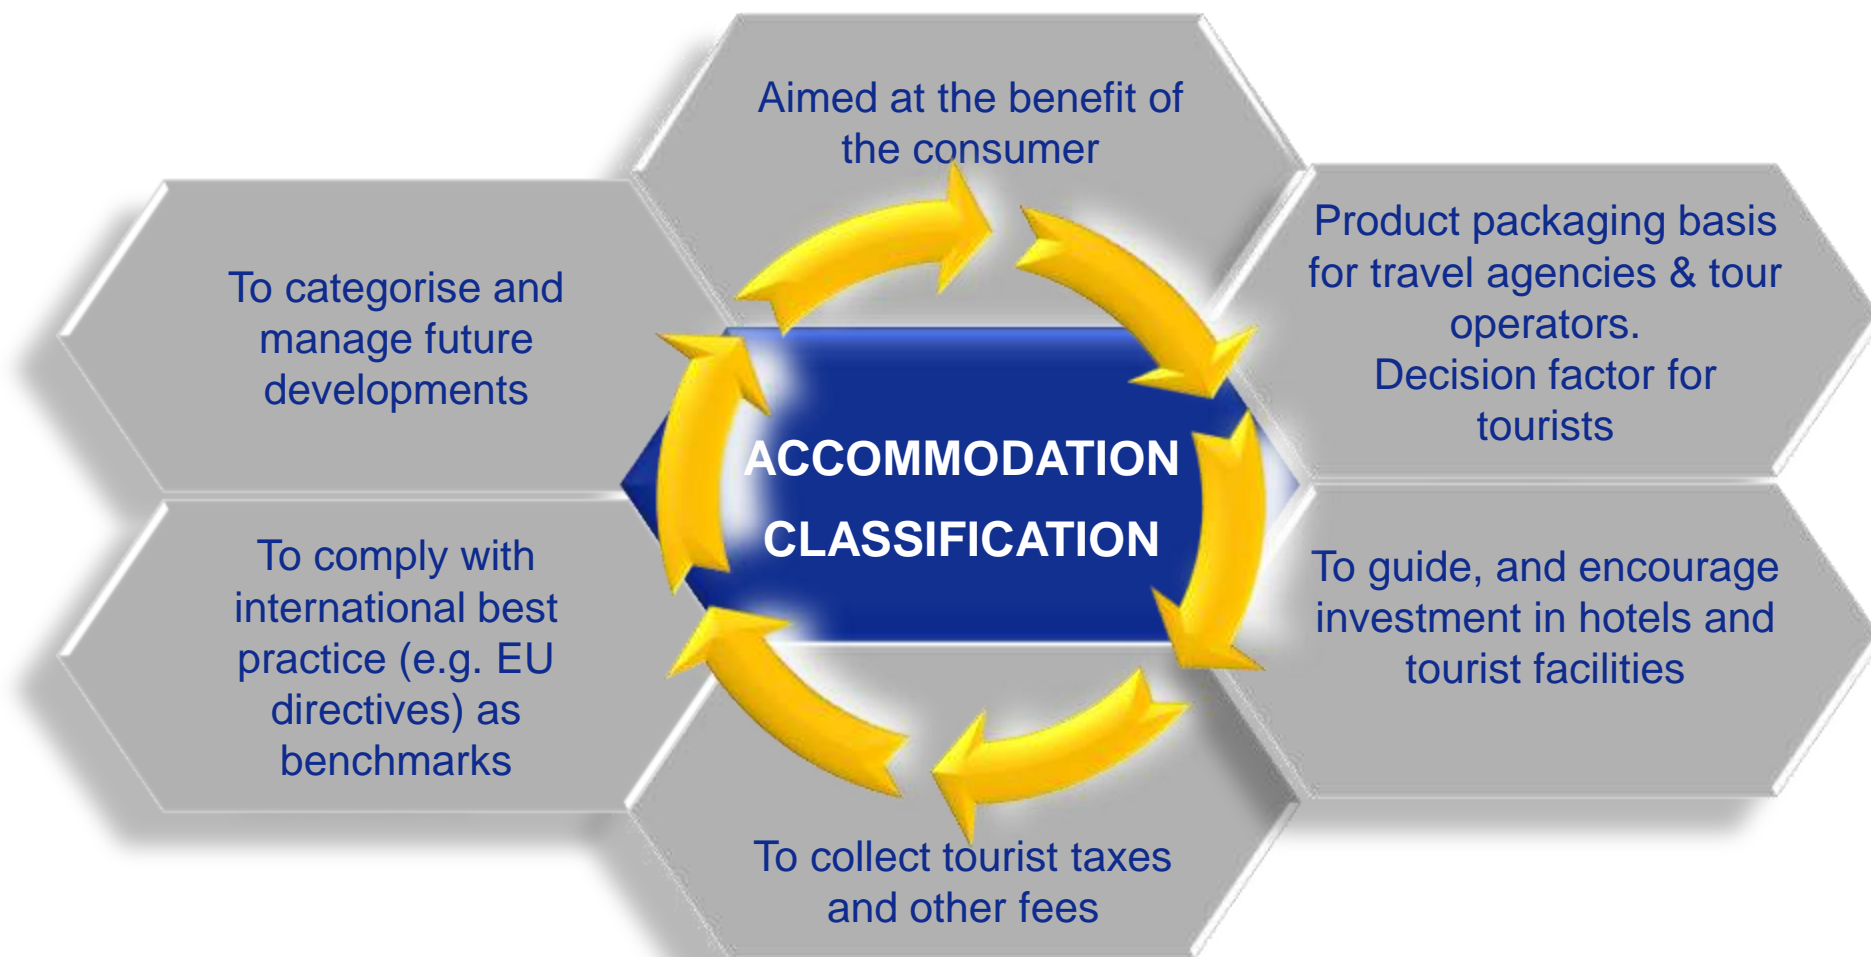 Aimed at the benefit of
the consumer
Product packaging basis
for travel agencies & tour
operators.
Decision factor for
tourists
To guide, and encourage
investment in hotels and
tourist facilities
To collect tourist taxes
and other fees
To comply with
international best
practice (e.g. EU
directives) as
benchmarks
To categorise and
manage future
developments
ACCOMMODATION
CLASSIFICATION